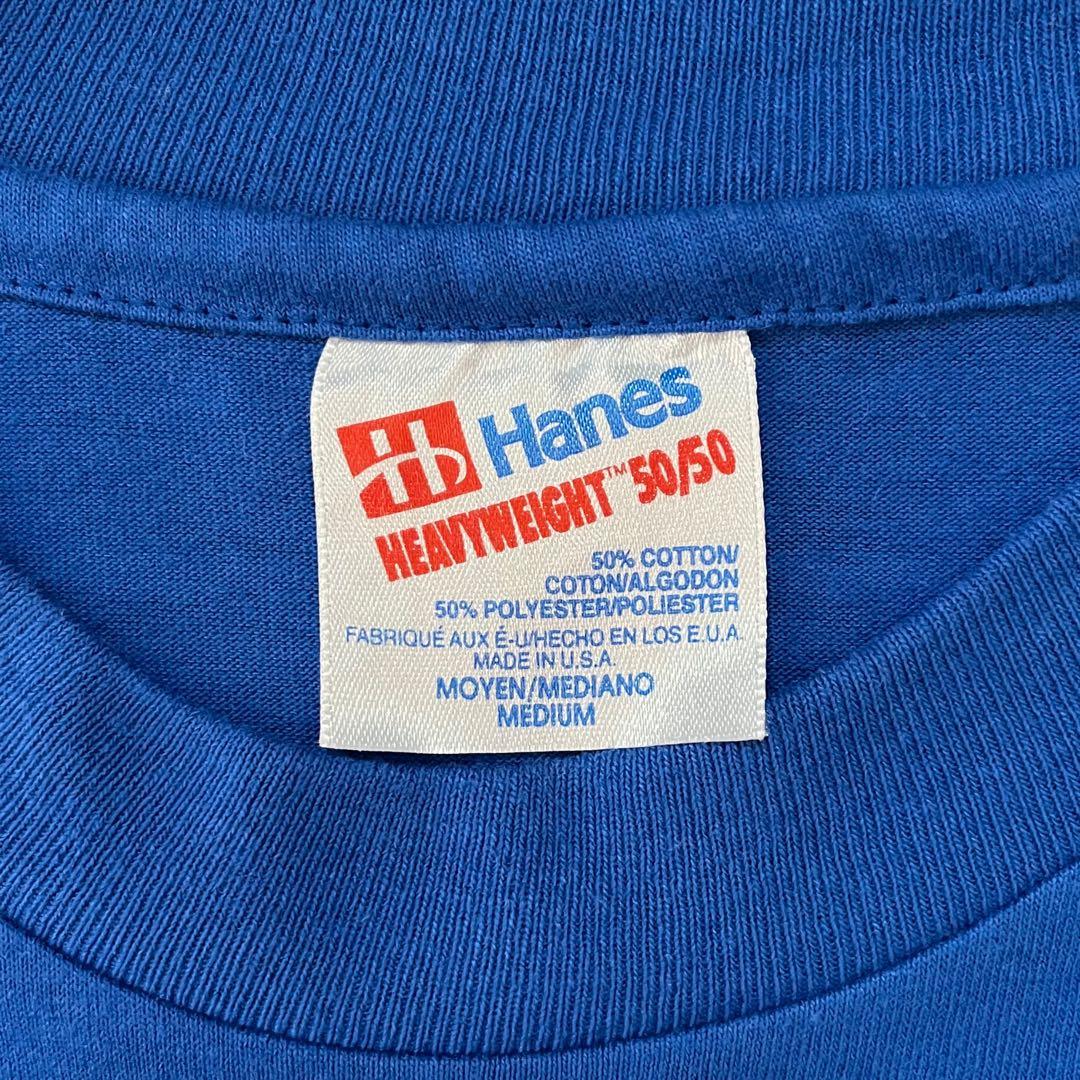 Hanes
HEAVYWEIGHT™ 50/50
50% COTTON/
COTON/ALGODON
50% POLYESTER/POLIESTER
FABRIQUÉ AUX É-U/HECHO EN LOS E.U.A.
MADE IN U.S.A.
MOYEN/MEDIANO
MEDIUM